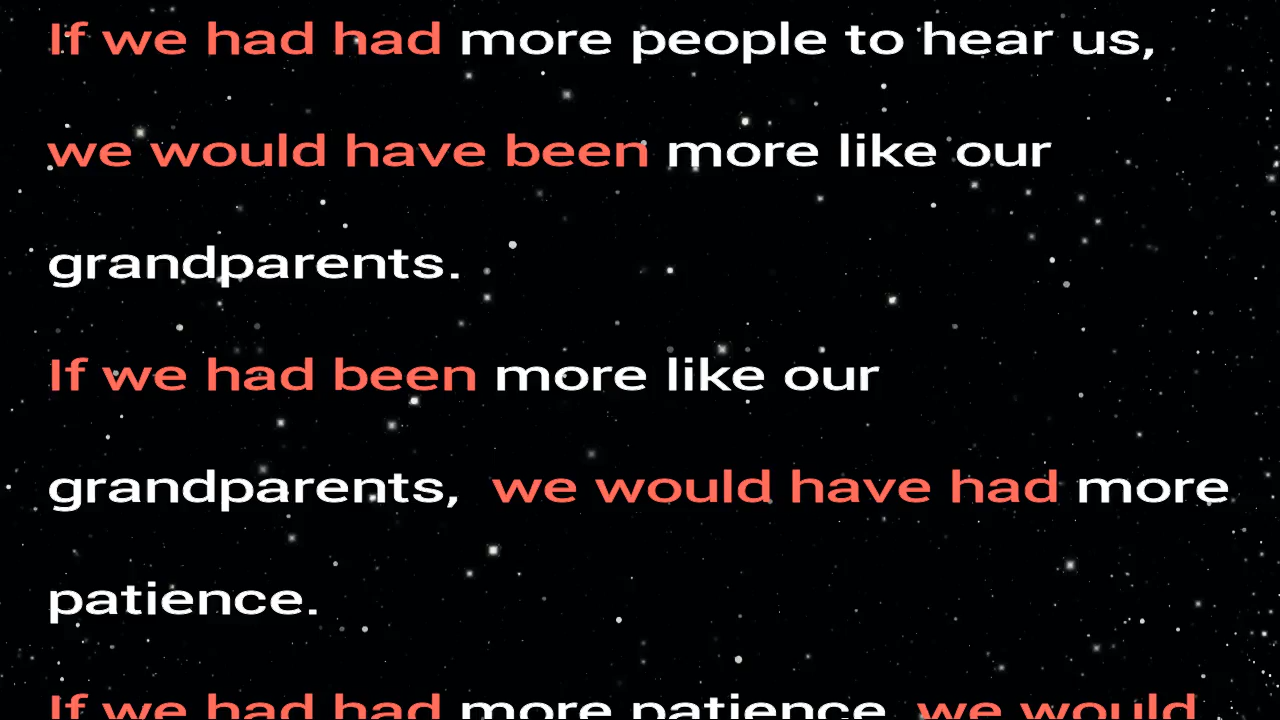 If we had had more people to hear us,
we would have been more like our
grandparents.
If we had been more like our
grandparents, we would have had more
patience.
If we had had more patience we would